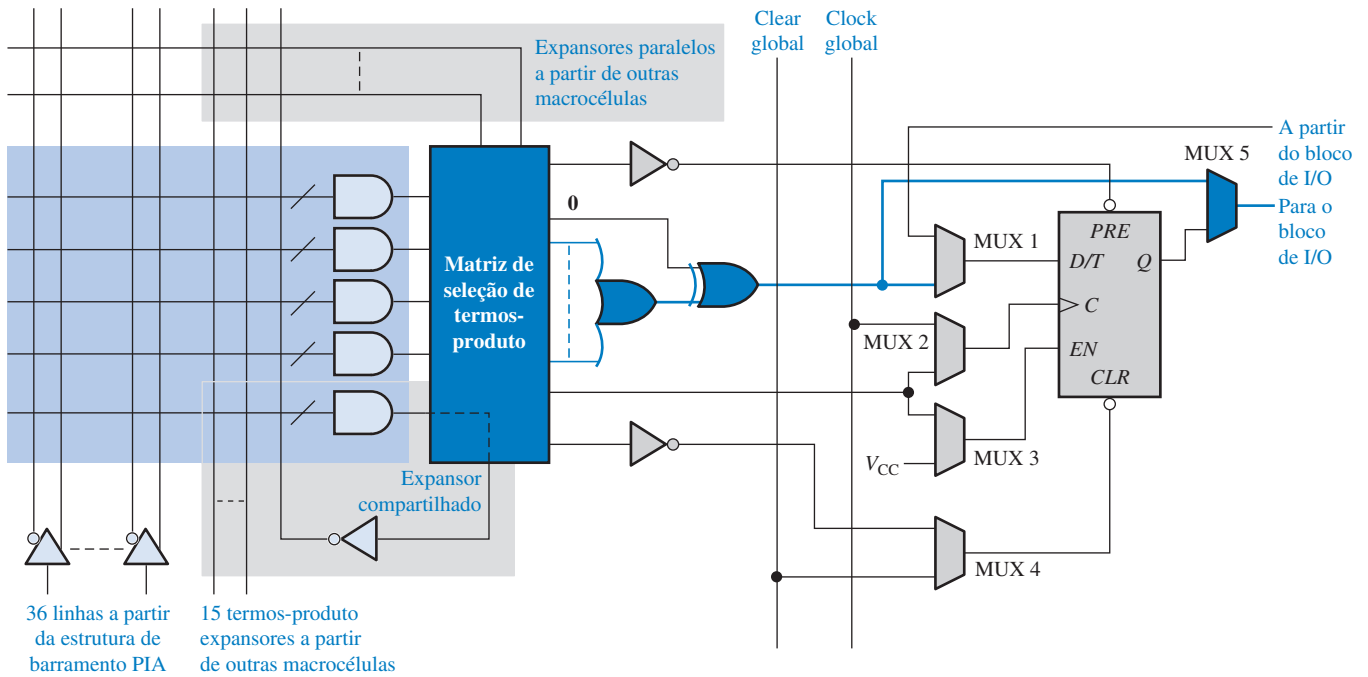 Clear
global
Clock
global
Expansores paralelos
a partir de outras
macrocélulas
A partir
do bloco
de I/O
MUX 5
Para o
bloco
de I/O
0
MUX 1
PRE
D/T
Q
Matriz de
seleção de
termos-
produto
C
MUX 2
EN
CLR
MUX 3
VCC
Expansor
compartilhado
MUX 4
36 linhas a partir
da estrutura de
barramento PIA
15 termos-produto
expansores a partir
de outras macrocélulas